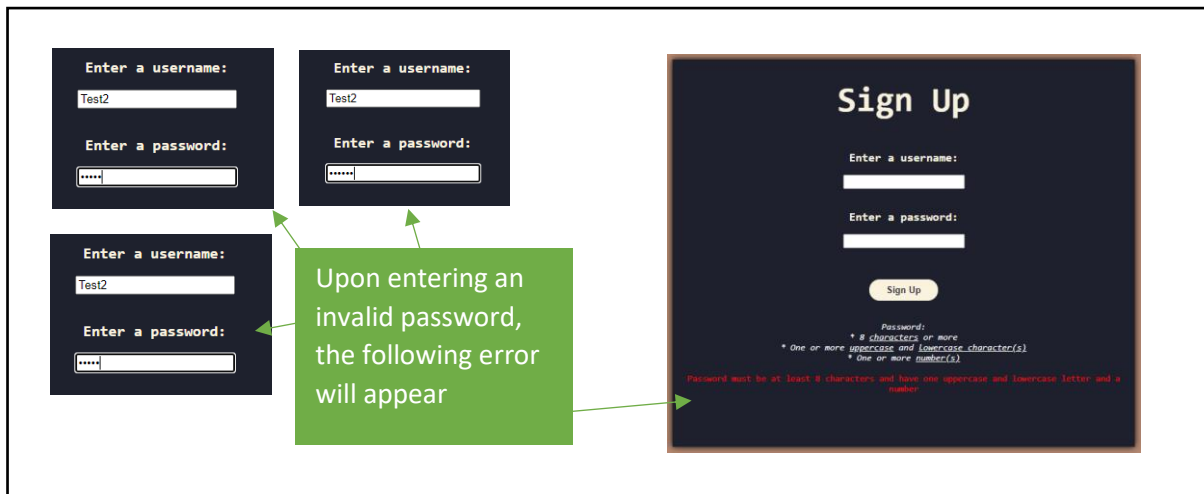 Enter a username:
Test2
Enter a password:
•••••
Enter a username:
Test2
Enter a password:
••••••
Enter a username:
Test2
Enter a password:
•••••
Upon entering an
invalid password,
the following error
will appear
Sign Up
Enter a username:
Enter a password:
Sign Up
Password:
* 8 characters or more
* One or more uppercase and lowercase character(s)
* One or more number(s)
Password must be at least 8 characters and have one uppercase and lowercase letter and a
number